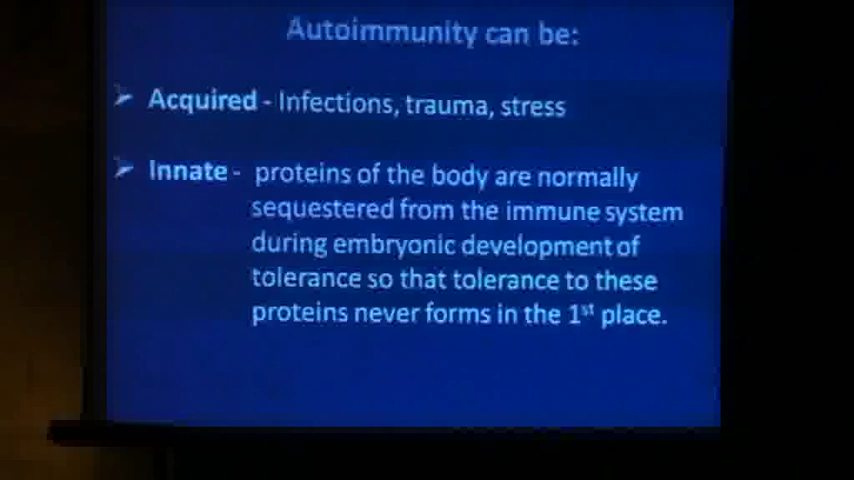 Autoimmunity can be:
➢ Acquired - Infections, trauma, stress
➢ Innate - proteins of the body are normally
sequestered from the immune system
during embryonic development of
tolerance so that tolerance to these
proteins never forms in the 1st place.